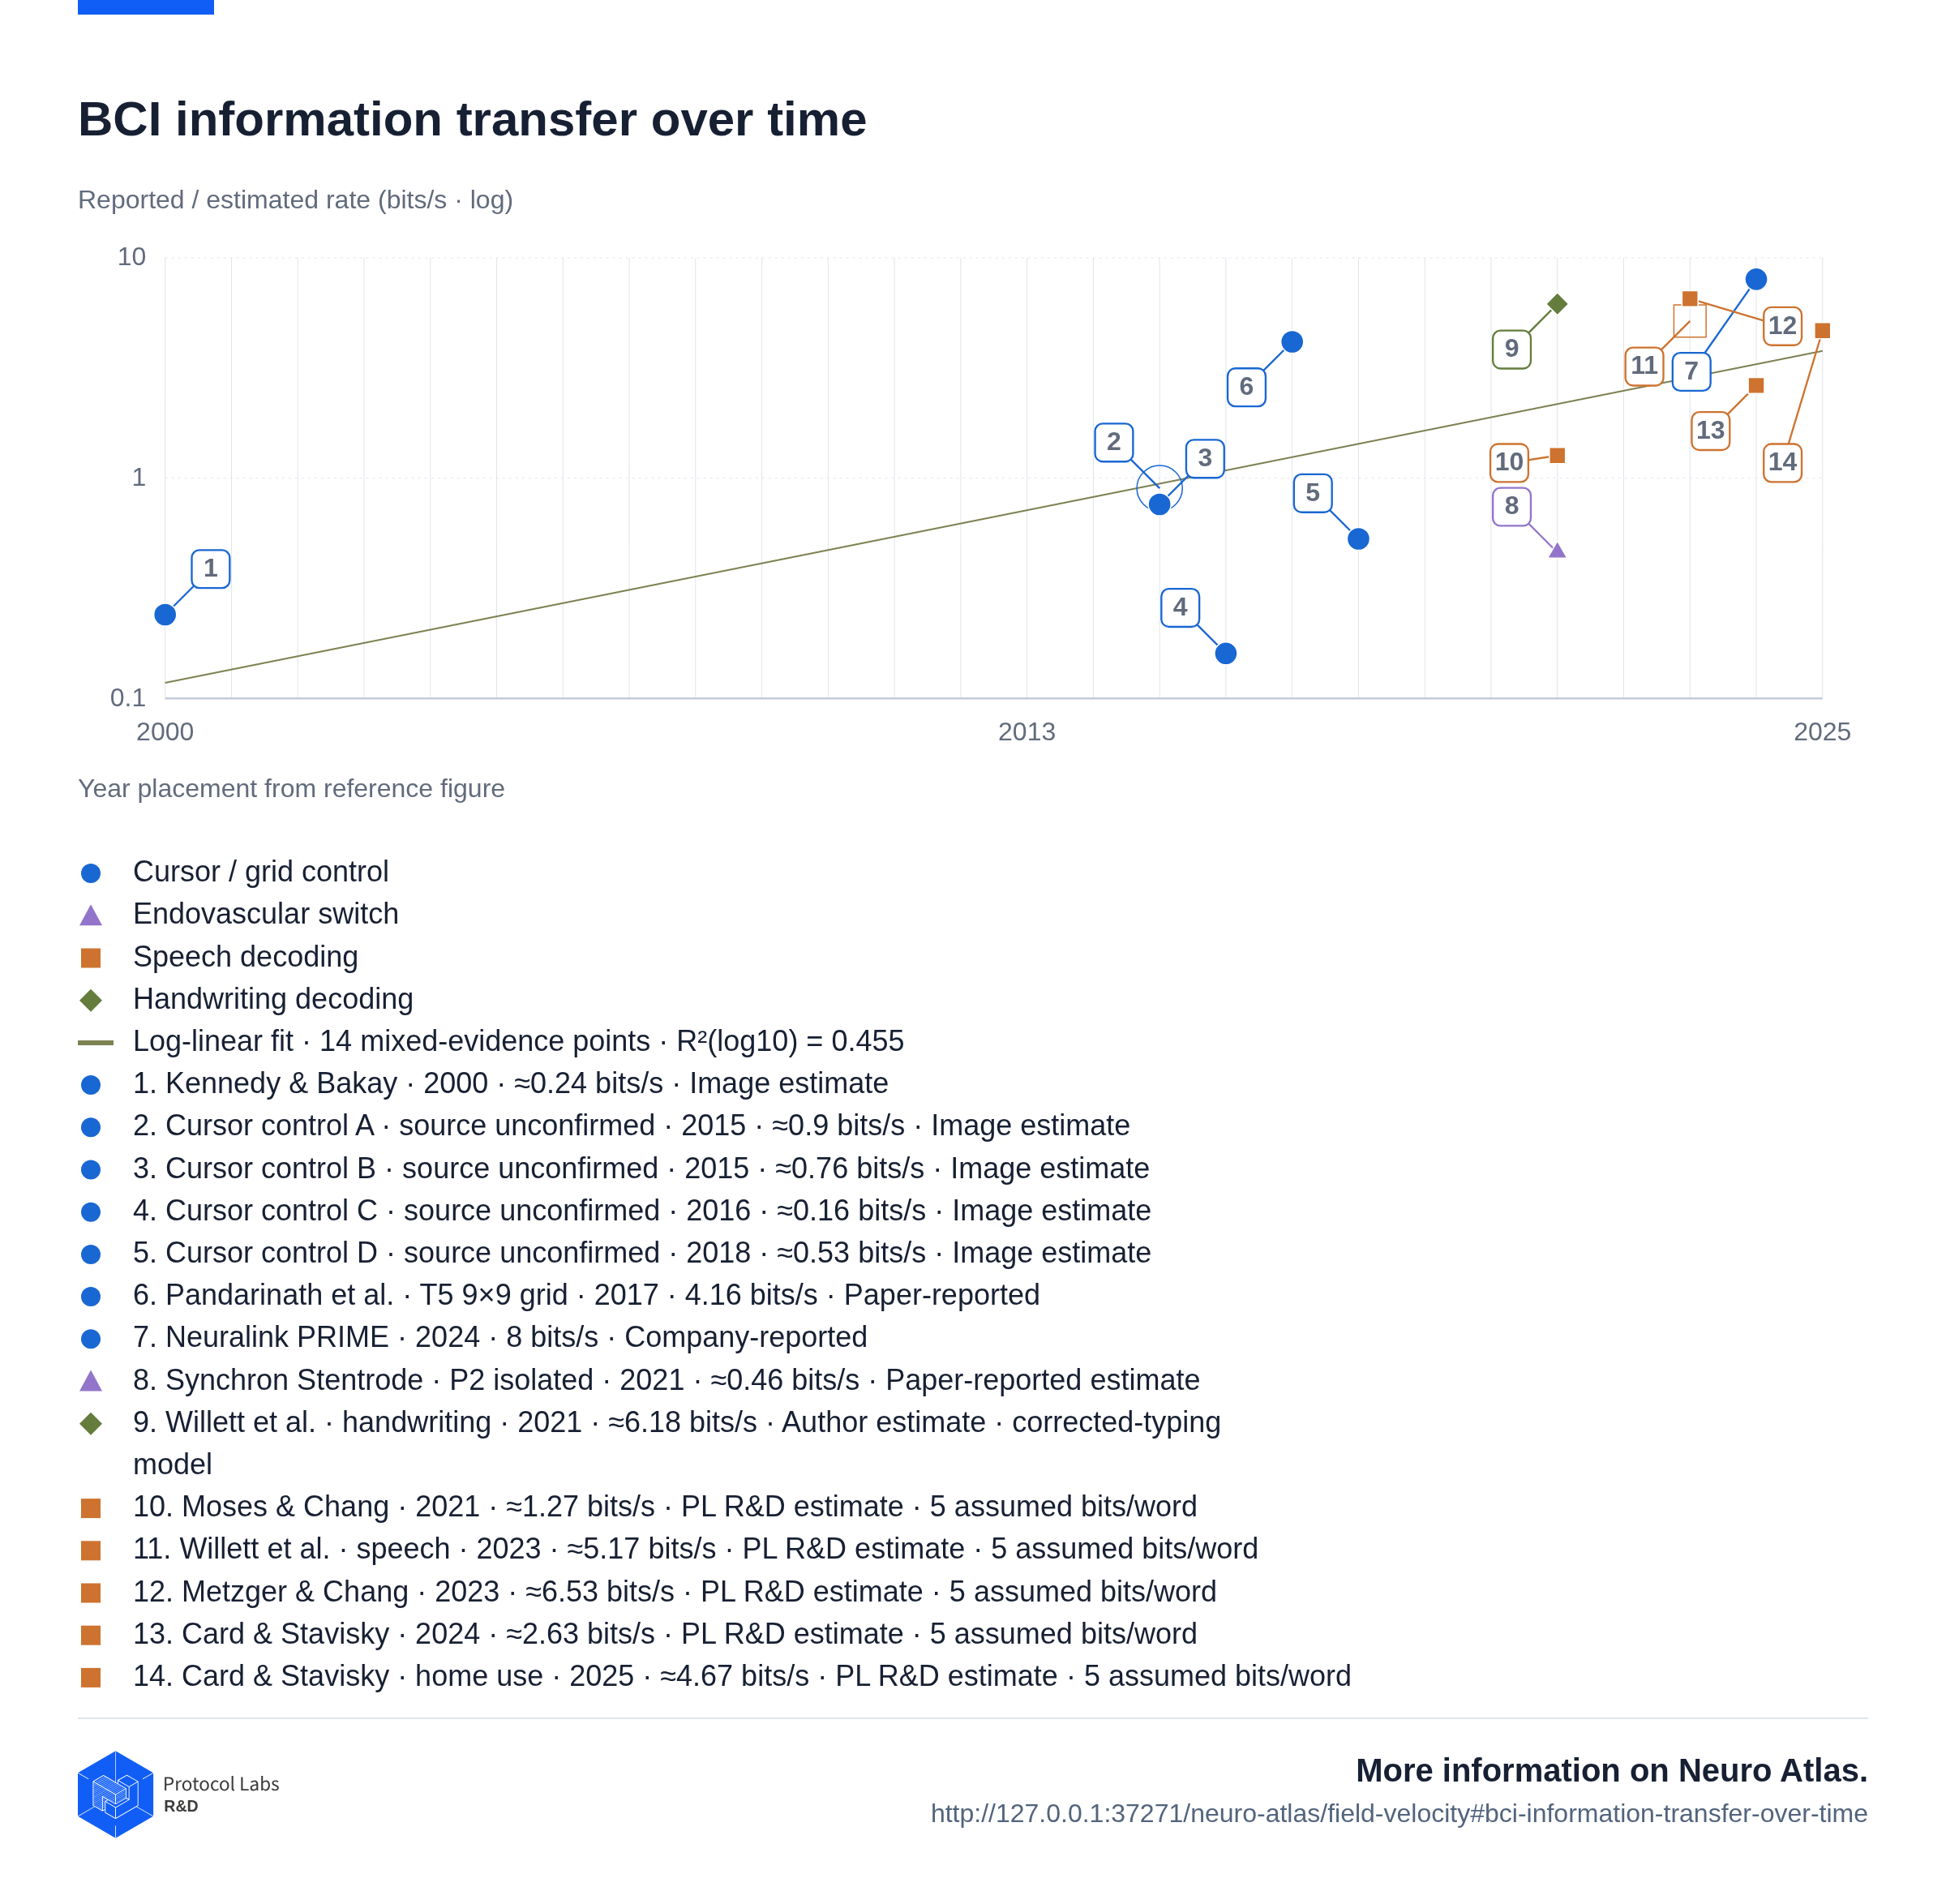 BCI information transfer over time
Reported / estimated rate (bits/s · log)
10
1
0.1
1
2
3
4
5
6
7
8
9
10
11
12
13
14
2000
2013
2025
Year placement from reference figure
Cursor / grid control
Endovascular switch
Speech decoding
Handwriting decoding
Log-linear fit · 14 mixed-evidence points · R²(log10) = 0.455
1. Kennedy & Bakay · 2000 · ≈0.24 bits/s · Image estimate
2. Cursor control A · source unconfirmed · 2015 · ≈0.9 bits/s · Image estimate
3. Cursor control B · source unconfirmed · 2015 · ≈0.76 bits/s · Image estimate
4. Cursor control C · source unconfirmed · 2016 · ≈0.16 bits/s · Image estimate
5. Cursor control D · source unconfirmed · 2018 · ≈0.53 bits/s · Image estimate
6. Pandarinath et al. · T5 9×9 grid · 2017 · 4.16 bits/s · Paper-reported
7. Neuralink PRIME · 2024 · 8 bits/s · Company-reported
8. Synchron Stentrode · P2 isolated · 2021 · ≈0.46 bits/s · Paper-reported estimate
9. Willett et al. · handwriting · 2021 · ≈6.18 bits/s · Author estimate · corrected-typing
model
10. Moses & Chang · 2021 · ≈1.27 bits/s · PL R&D estimate · 5 assumed bits/word
11. Willett et al. · speech · 2023 · ≈5.17 bits/s · PL R&D estimate · 5 assumed bits/word
12. Metzger & Chang · 2023 · ≈6.53 bits/s · PL R&D estimate · 5 assumed bits/word
13. Card & Stavisky · 2024 · ≈2.63 bits/s · PL R&D estimate · 5 assumed bits/word
14. Card & Stavisky · home use · 2025 · ≈4.67 bits/s · PL R&D estimate · 5 assumed bits/word
Protocol Labs
R&D
More information on Neuro Atlas.
http://127.0.0.1:37271/neuro-atlas/field-velocity#bci-information-transfer-over-time